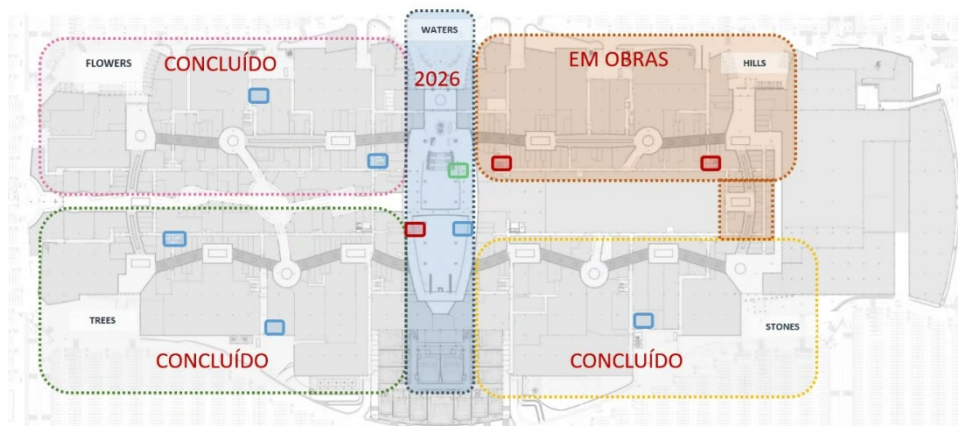 WATERS
FLOWERS
CONCLUÍDO
2026
EM OBRAS
HILLS
TREES
CONCLUÍDO
CONCLUÍDO
STONES